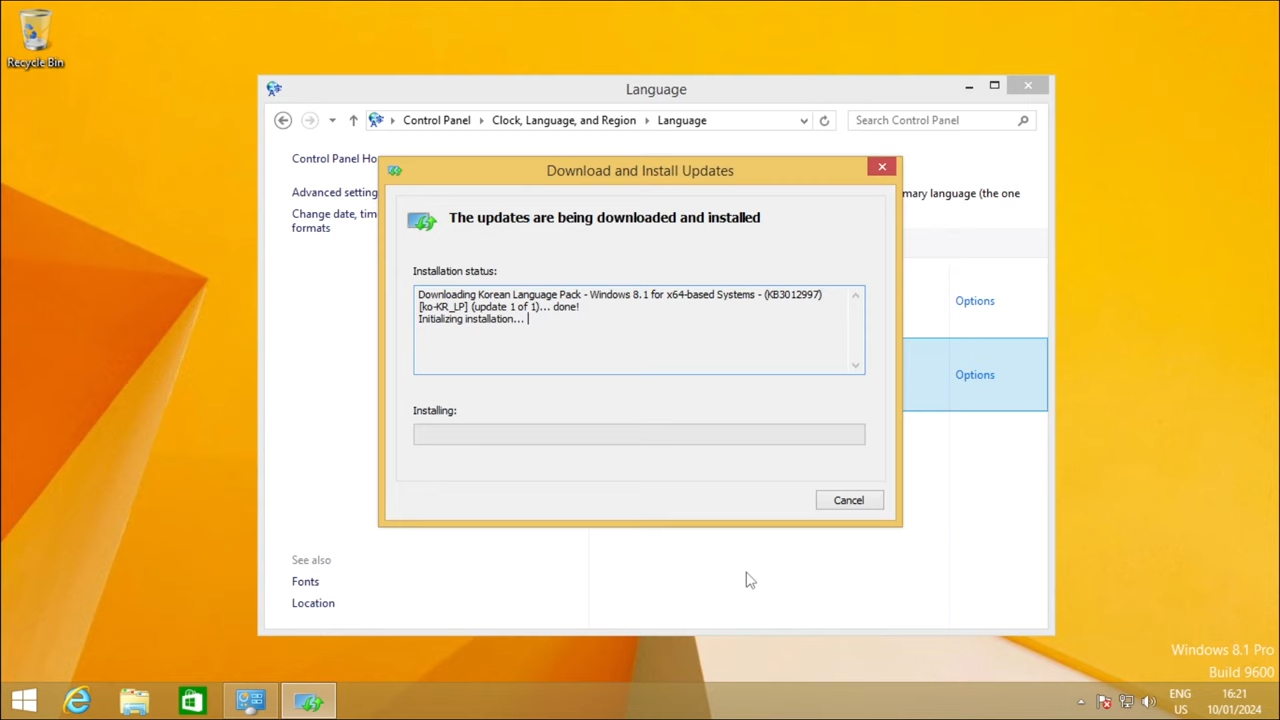 Recycle Bin
Language
Control Panel
Clock, Language, and Region
Language
Search Control Panel
Control Panel Ho
Advanced setting
Change date, tim
formats
mary language (the one
Download and Install Updates
The updates are being downloaded and installed
Installation status:
Downloading Korean Language Pack - Windows 8.1 for x64-based Systems - (KB3012997)
[ko-KR_LP] (update 1 of 1)... done!
Initializing installation...
Installing:
Cancel
Options
Options
See also
Fonts
Location
Windows 8.1 Pro
Build 9600
ENG
US
16:21
10/01/2024